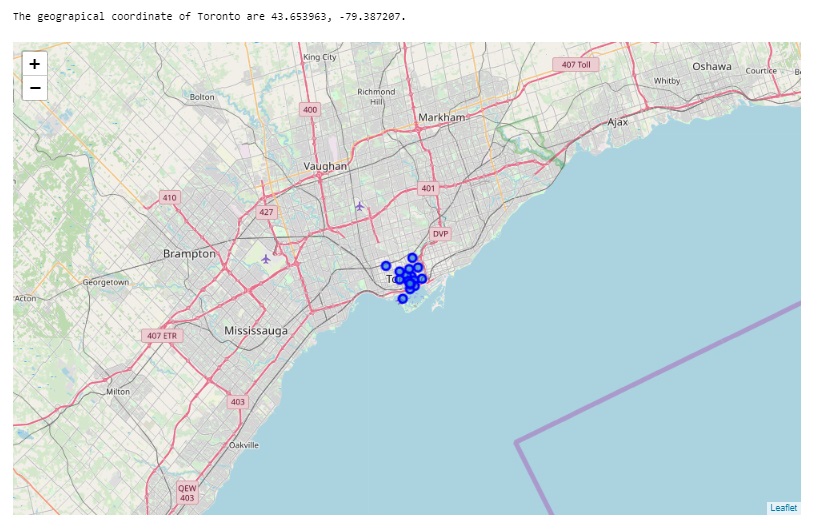 The geograpical coordinate of Toronto are 43.653963, -79.387207.
+
−
King City
407 Toll
Oshawa
Courtice
Whitby
Bolton
Richmond
Hill
400
Markham
Ajax
Vaughan
401
410
427
DVP
Brampton
Georgetown
Acton
Mississauga
407 ETR
Milton
403
Oakville
QEW
403
Leaflet